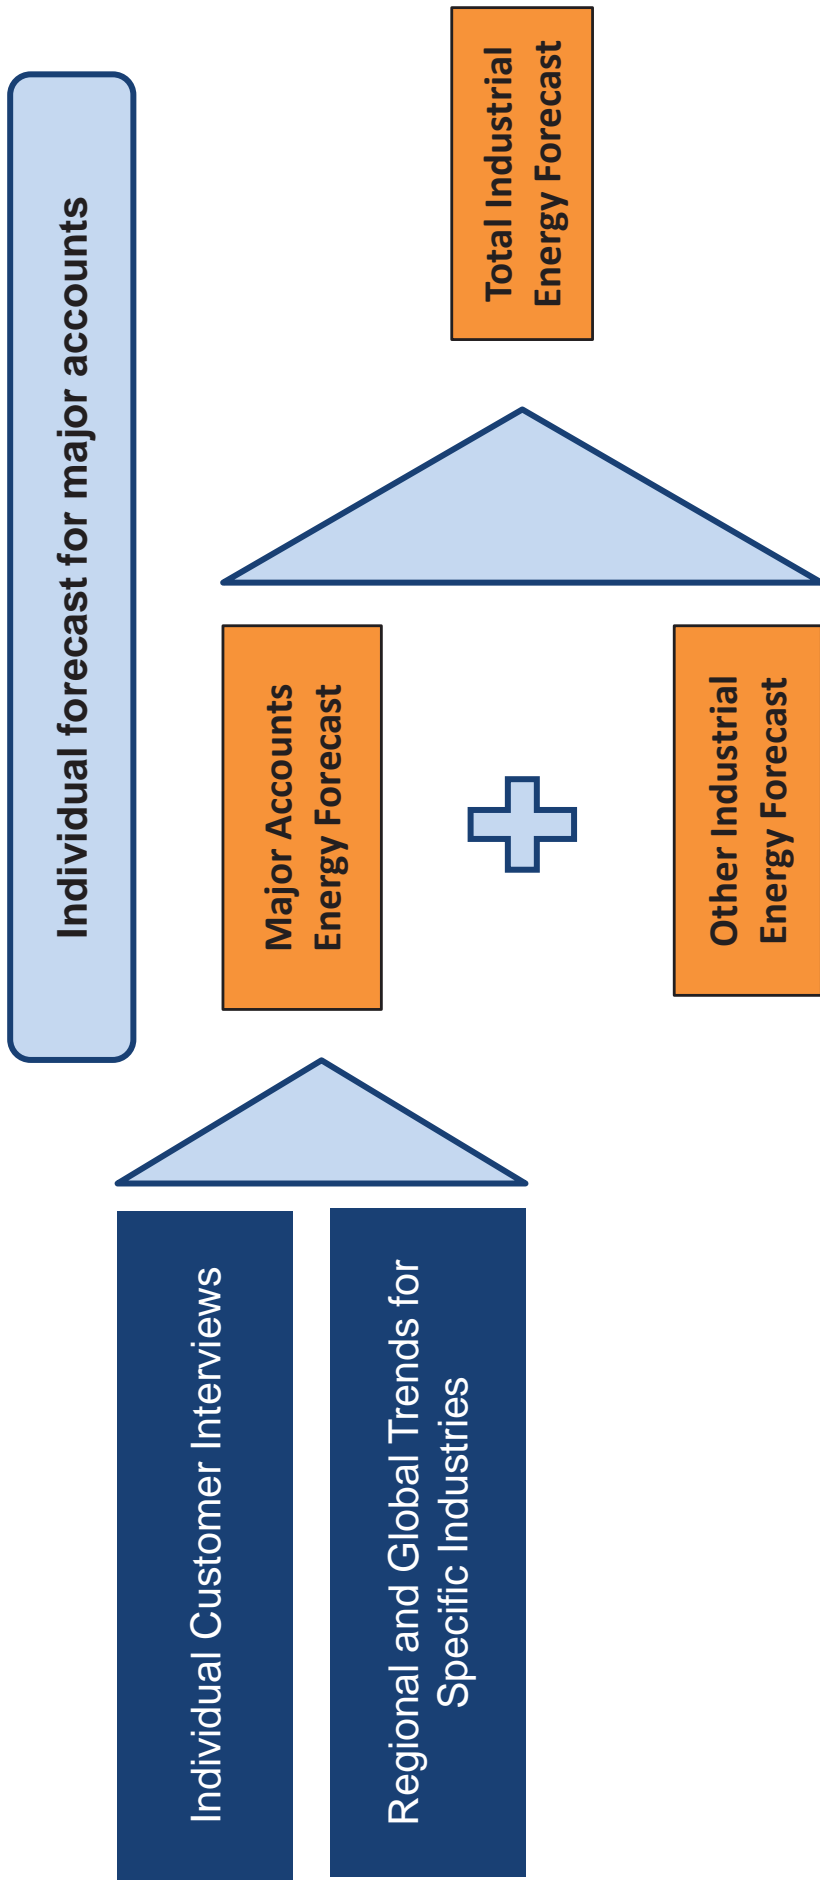 Individual forecast for major accounts
Individual Customer Interviews
Regional and Global Trends for
Specific Industries
Major Accounts
Energy Forecast
Other Industrial
Energy Forecast
Total Industrial
Energy Forecast